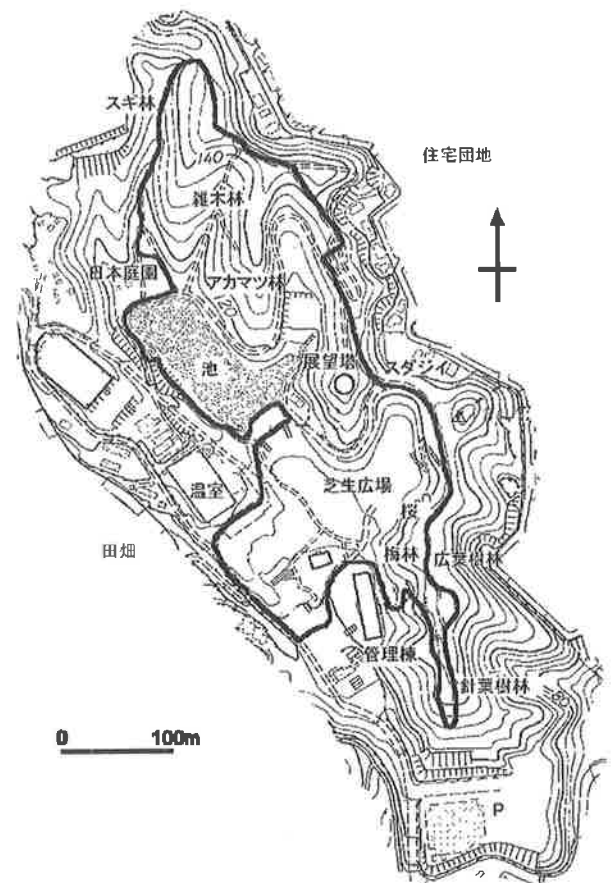 スギ林
140
住宅団地
雑木林
日本庭園
アカマツ林
池
展望塔
スダジイ
温室
芝生広場
桜
田畑
梅林
広葉樹林
管理棟
針葉樹林
0 100m
P